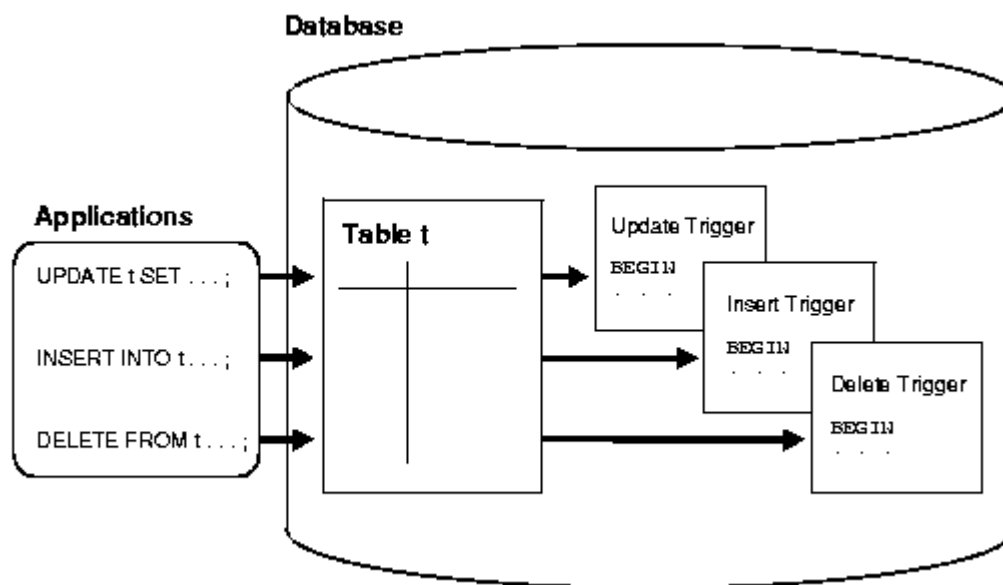 Database
Applications
UPDATE t SET . . . ;
INSERT INTO t . . . ;
DELETE FROM t . . . ;
Table t
Update Trigger
BEGIN
. . .
Insert Trigger
BEGIN
. . .
Delete Trigger
BEGIN
. . .